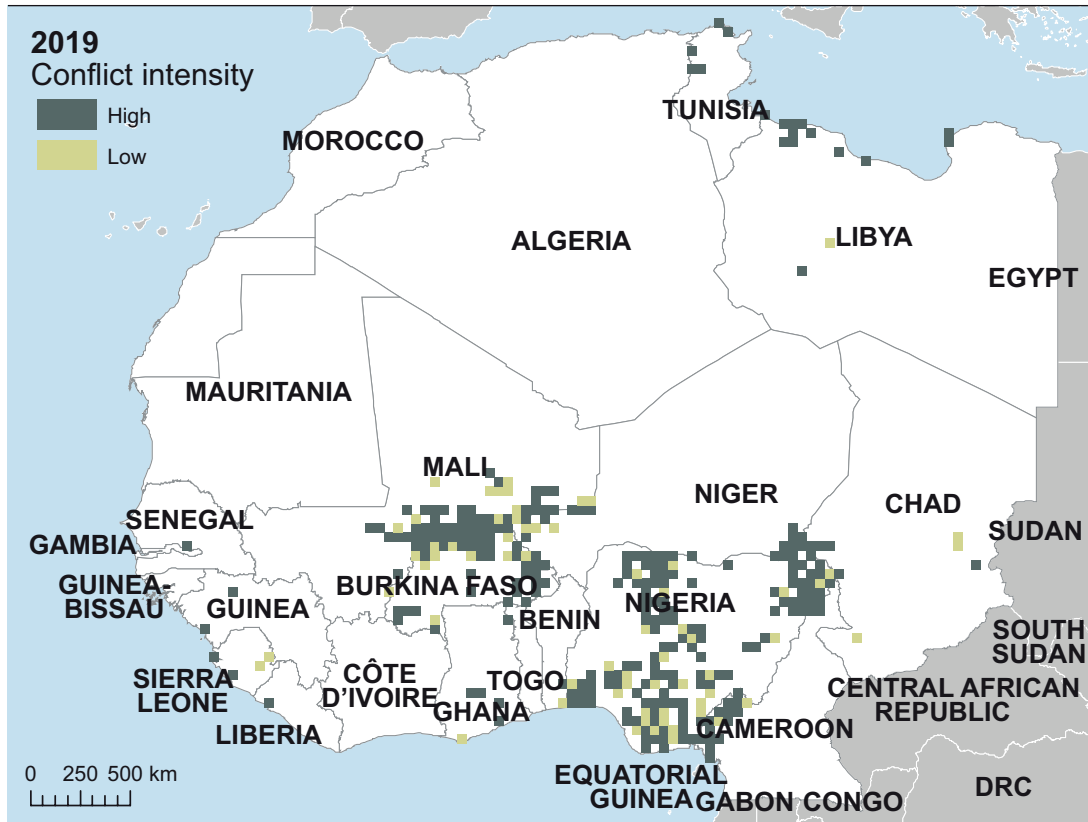 2019
Conflict intensity
High
Low
TUNISIA
MOROCCO
ALGERIA
LIBYA
EGYPT
MAURITANIA
MALI
NIGER
CHAD
SENEGAL
SUDAN
GAMBIA
GUINEA-
BISSAU
GUINEA
BURKINA FASO
BENIN
NIGERIA
SOUTH
SUDAN
SIERRA
LEONE
CÔTE
D'IVOIRE
TOGO
GHANA
CENTRAL AFRICAN
REPUBLIC
LIBERIA
CAMEROON
EQUATORIAL
GUINEA
GABON
CONGO
DRC
0 250 500 km